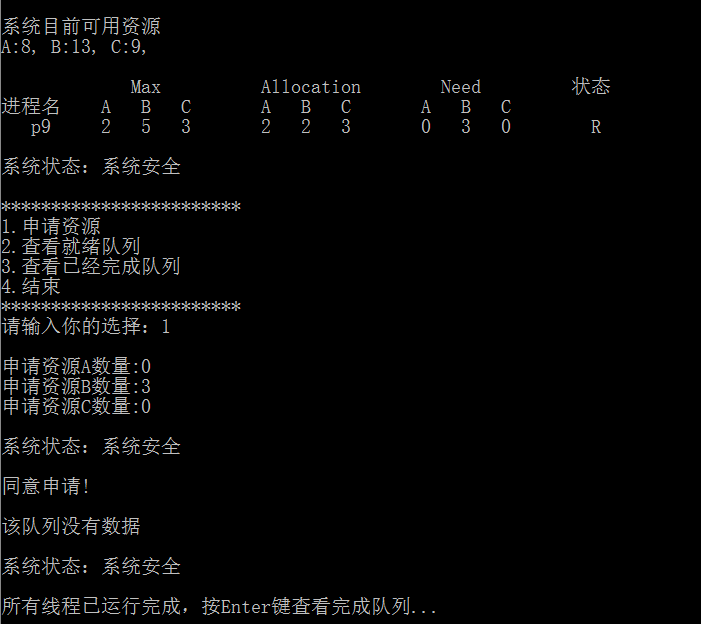 系统目前可用资源
A:8, B:13, C:9,
Max Allocation Need 状态
进程名 A B C A B C A B C
p9 2 5 3 2 2 3 0 3 0 R
系统状态: 系统安全
************************
1.申请资源
2.查看就绪队列
3.查看已经完成队列
4.结束
************************
请输入你的选择: 1
申请资源A数量:0
申请资源B数量:3
申请资源C数量:0
系统状态: 系统安全
同意申请!
该队列没有数据
系统状态: 系统安全
所有线程已运行完成，按Enter键查看完成队列...